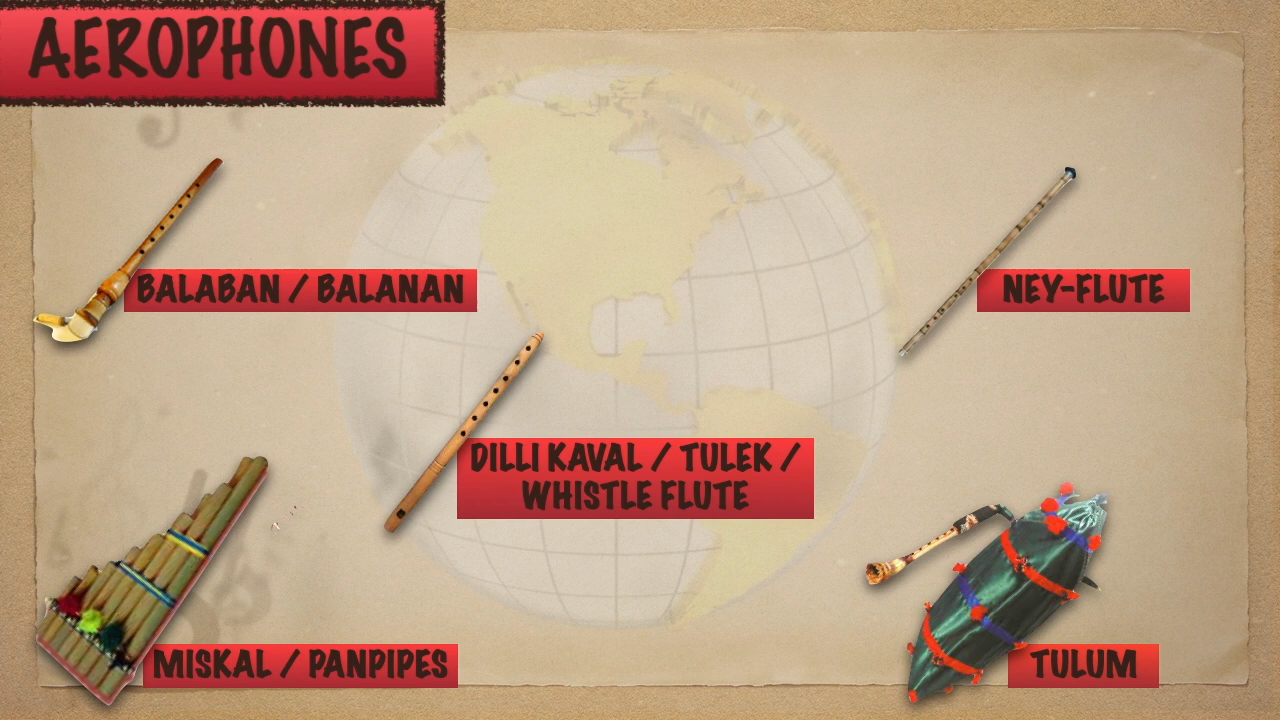 AEROPHONES
BALABAN / BALANAN
NEY-FLUTE
DILLI KAVAL / TULEK /
WHISTLE FLUTE
MISKAL / PANPIPES
TULUM